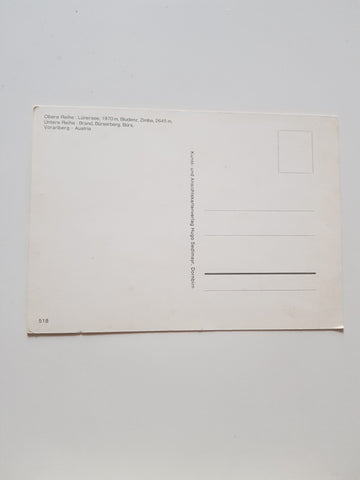 Obere Reihe : Lünersee, 1970 m, Bludenz, Zimba, 2645 m,
Untere Reihe : Brand, Bürserberg, Bürs,
Vorarlberg - Austria
Kunst- und Ansichtskartenverlag Hugo Sedlmayr, Dornbirn
518